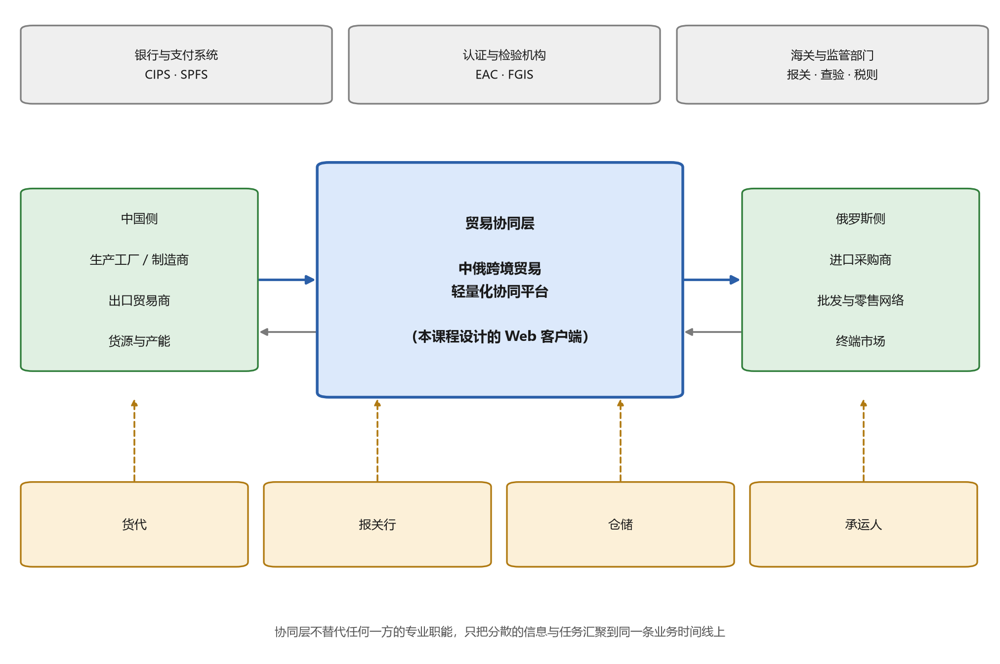 银行与支付系统
CIPS · SPFS
认证与检验机构
EAC · FGIS
海关与监管部门
报关 · 查验 · 税则
中国侧
生产工厂 / 制造商
出口贸易商
货源与产能
贸易协同层
中俄跨境贸易
轻量化协同平台
（本课程设计的 Web 客户端）
俄罗斯侧
进口采购商
批发与零售网络
终端市场
货代
报关行
仓储
承运人
协同层不替代任何一方的专业职能，只把分散的信息与任务汇聚到同一条业务时间线上